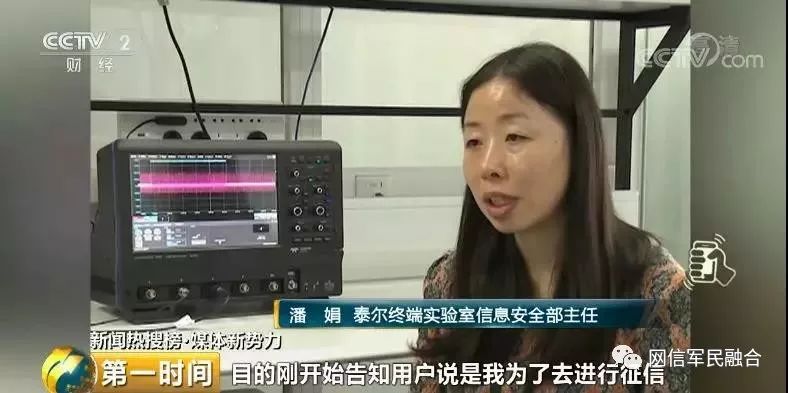 CCTV 2
财经
高清
CCTV.com
潘 娟 泰尔终端实验室信息安全部主任
新闻热搜榜·媒体新势力
第一时间
目的刚开始告知用户说是我为了去进行征信
网信军民融合